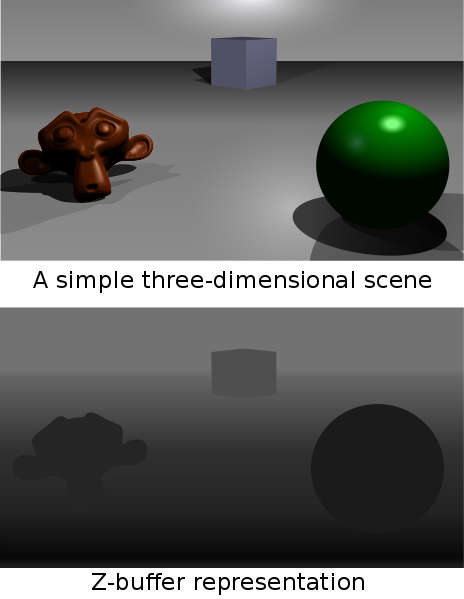 A simple three-dimensional scene
Z-buffer representation